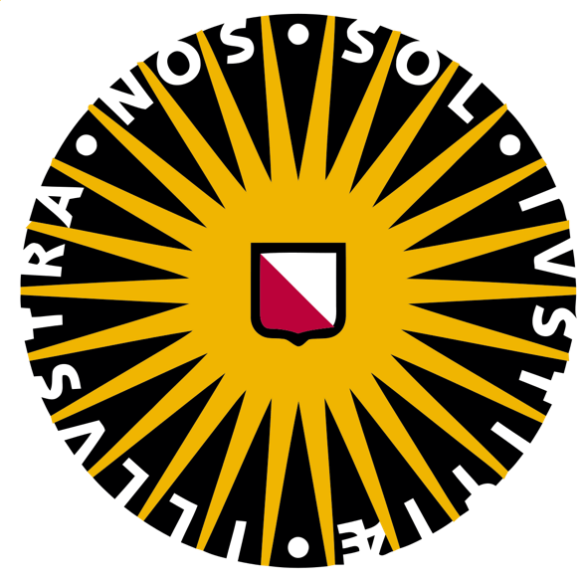 SOL • IVSTITIÆ • ILLVSTRA • NOS •